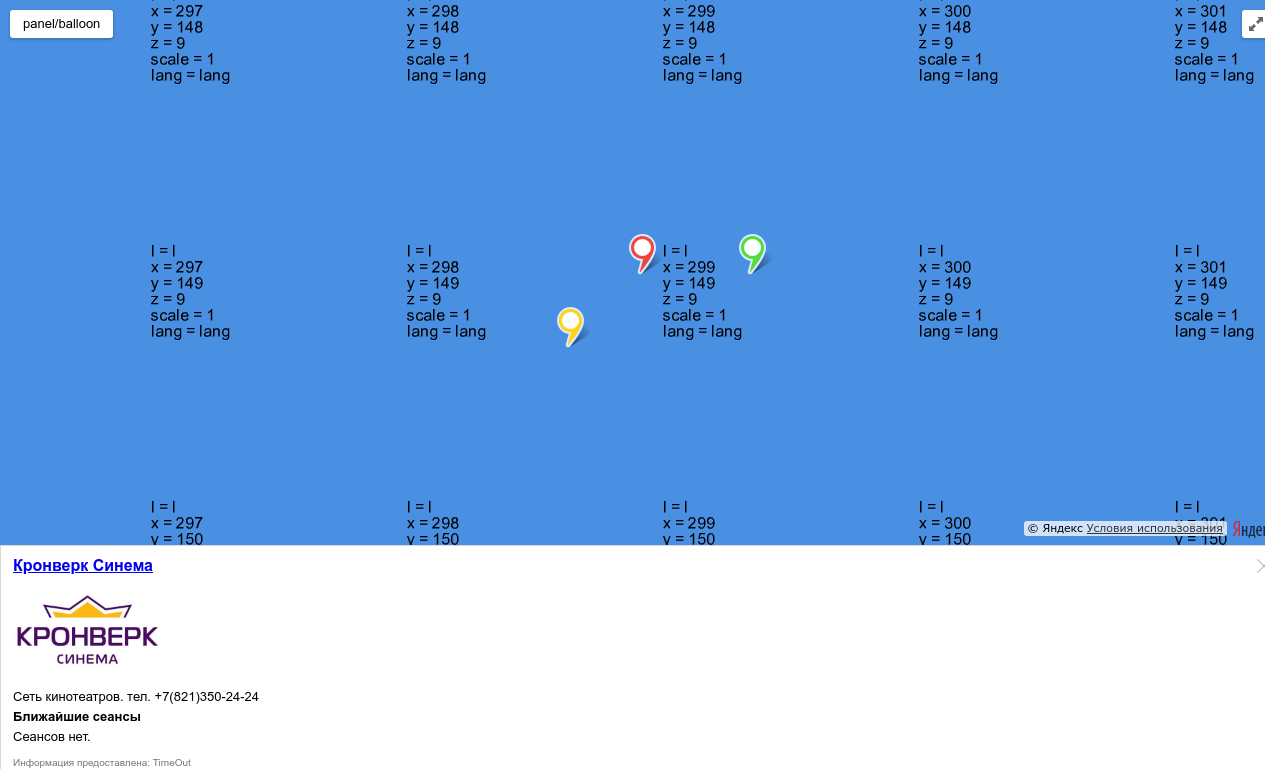 panel/balloon
x = 297
y = 148
z = 9
scale = 1
lang = lang
x = 298
y = 148
z = 9
scale = 1
lang = lang
x = 299
y = 148
z = 9
scale = 1
lang = lang
x = 300
y = 148
z = 9
scale = 1
lang = lang
x = 301
y = 148
z = 9
scale = 1
lang = lang
l = l
x = 297
y = 149
z = 9
scale = 1
lang = lang
l = l
x = 298
y = 149
z = 9
scale = 1
lang = lang
l = l
x = 299
y = 149
z = 9
scale = 1
lang = lang
l = l
x = 300
y = 149
z = 9
scale = 1
lang = lang
l = l
x = 301
y = 149
z = 9
scale = 1
lang = lang
l = l
x = 297
y = 150
l = l
x = 298
y = 150
l = l
x = 299
y = 150
l = l
x = 300
y = 150
l = l
x = 301
y = 150
© Яндекс Условия использования
Яндек
Кронверк Синема
КРОНВЕРК
СИНЕМА
Сеть кинотеатров. тел. +7(821)350-24-24
Ближайшие сеансы
Сеансов нет.
Информация предоставлена: TimeOut